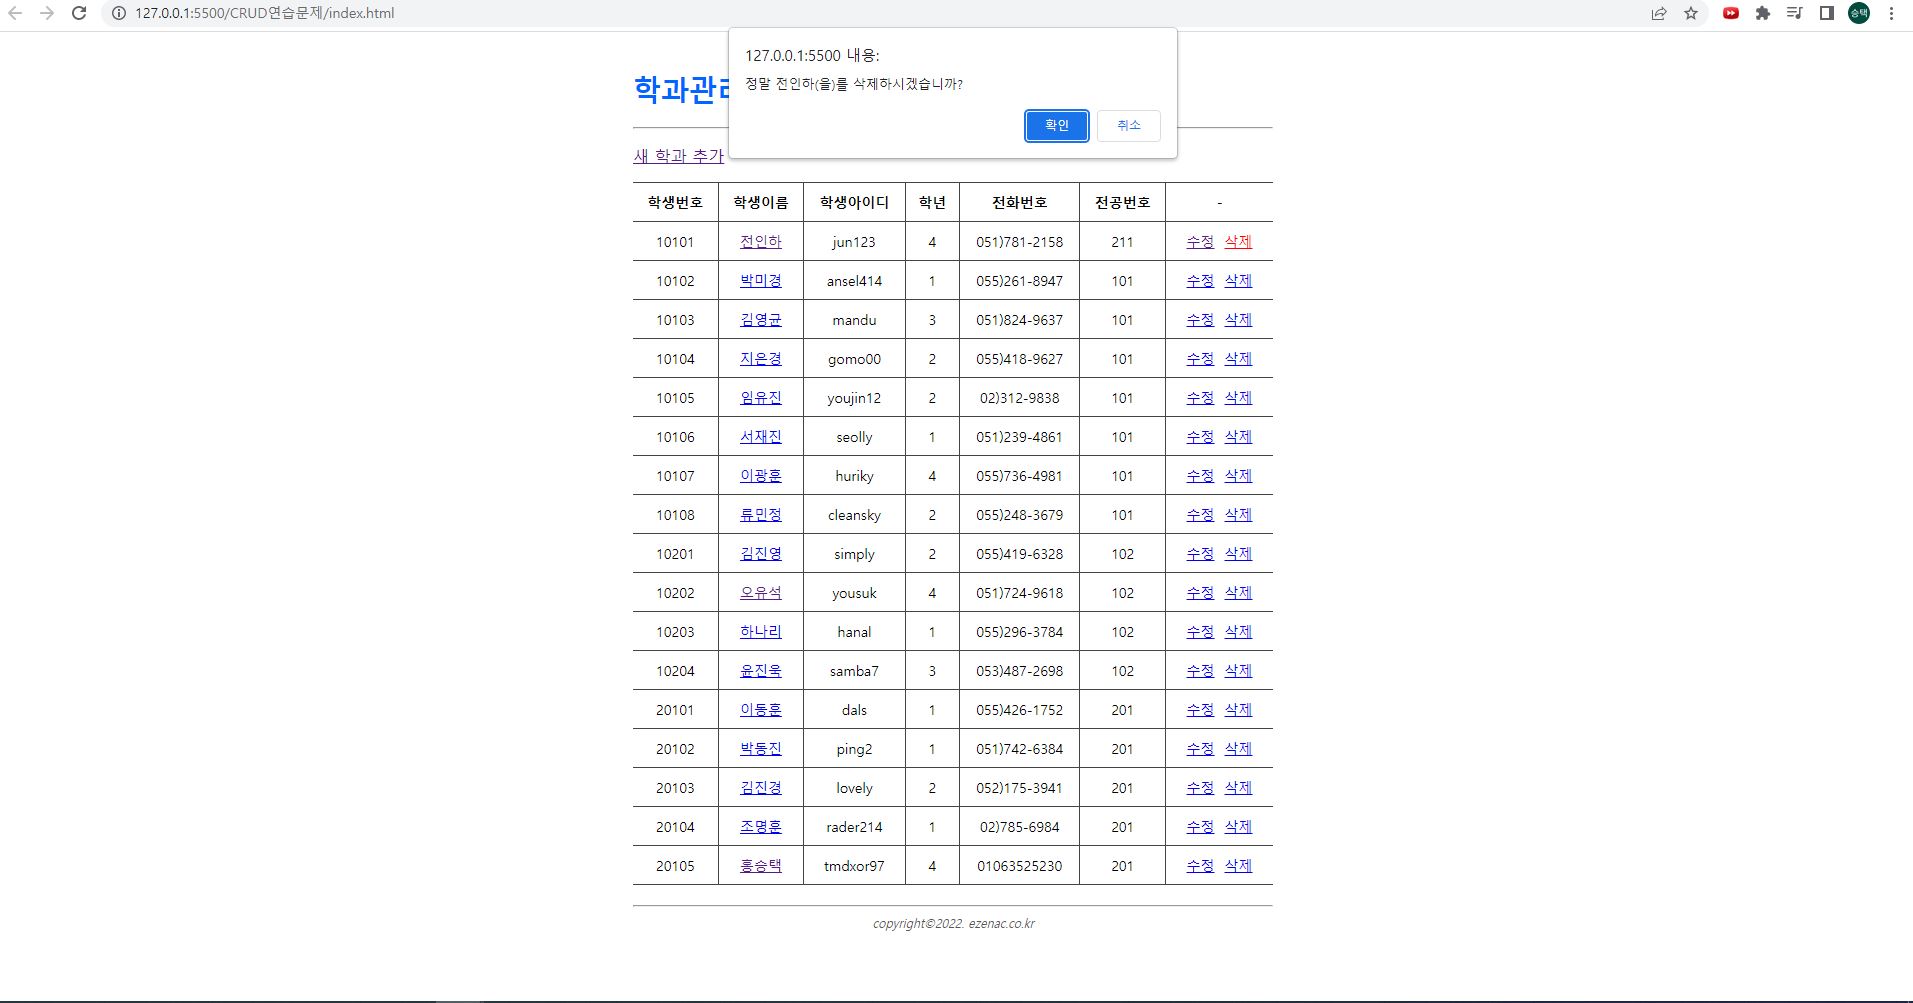 127.0.0.1:5500/CRUD연습문제/index.html
승택
127.0.0.1:5500 내용:
정말 전인하(을)를 삭제하시겠습니까?
확인 취소
학과관리
새 학과 추가
학생번호 학생이름 학생아이디 학년 전화번호 전공번호 -
10101 전인하 jun123 4 051)781-2158 211 수정 삭제
10102 박미경 ansel414 1 055)261-8947 101 수정 삭제
10103 김영균 mandu 3 051)824-9637 101 수정 삭제
10104 지은경 gomo00 2 055)418-9627 101 수정 삭제
10105 임유진 youjin12 2 02)312-9838 101 수정 삭제
10106 서재진 seolly 1 051)239-4861 101 수정 삭제
10107 이광훈 huriky 4 055)736-4981 101 수정 삭제
10108 류민정 cleansky 2 055)248-3679 101 수정 삭제
10201 김진영 simply 2 055)419-6328 102 수정 삭제
10202 오유석 yousuk 4 051)724-9618 102 수정 삭제
10203 하나리 hanal 1 055)296-3784 102 수정 삭제
10204 윤진욱 samba7 3 053)487-2698 102 수정 삭제
20101 이동훈 dals 1 055)426-1752 201 수정 삭제
20102 박동진 ping2 1 051)742-6384 201 수정 삭제
20103 김진경 lovely 2 052)175-3941 201 수정 삭제
20104 조명훈 rader214 1 02)785-6984 201 수정 삭제
20105 홍승택 tmdxor97 4 01063525230 201 수정 삭제
copyright©2022. ezenac.co.kr